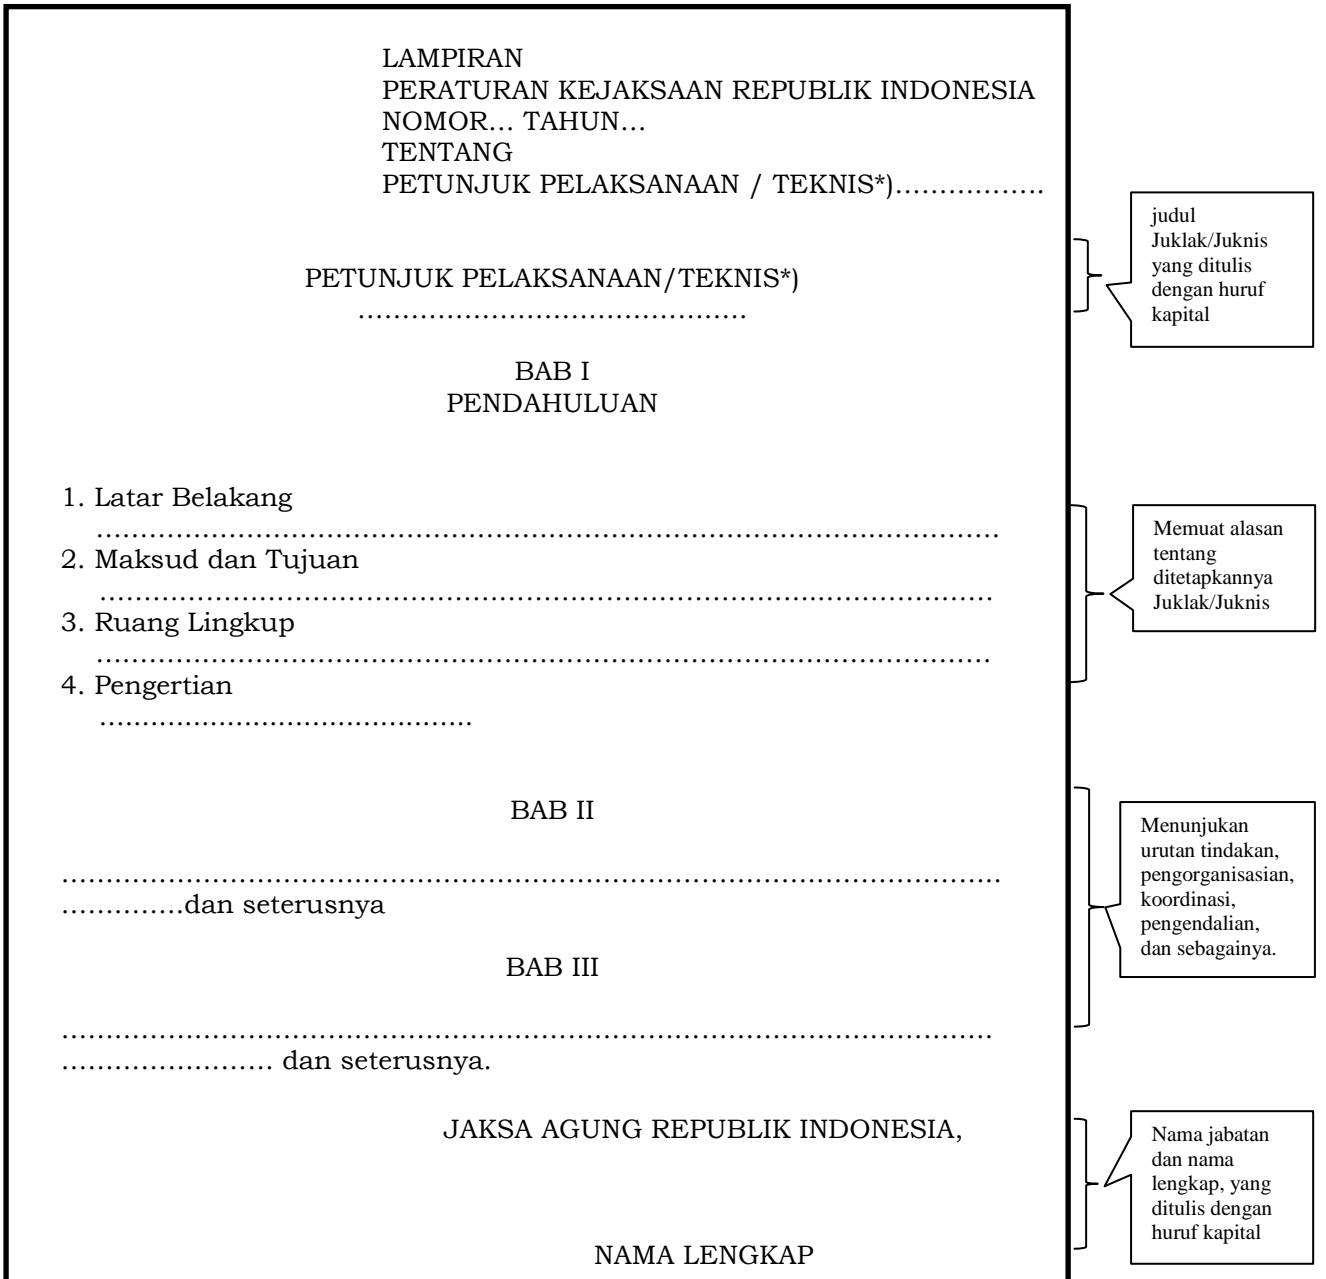 LAMPIRAN
PERATURAN KEJAKSAAN REPUBLIK INDONESIA
NOMOR… TAHUN…
TENTANG
PETUNJUK PELAKSANAAN / TEKNIS*)……………..
judul
Juklak/Juknis
yang ditulis
dengan huruf
kapital
PETUNJUK PELAKSANAAN/TEKNIS*)
……………………………………..
BAB I
PENDAHULUAN
1. Latar Belakang
…………………………………………………………………………………………
2. Maksud dan Tujuan
…………………………………………………………………………………………
3. Ruang Lingkup
…………………………………………………………………………………………
4. Pengertian
……………………………………
Memuat alasan
tentang
ditetapkannya
Juklak/Juknis
BAB II
……………………………………………………………………………………………..
…………..dan seterusnya
BAB III
……………………………………………………………………………………………
…………………… dan seterusnya.
Menunjukan
urutan tindakan,
pengorganisasian,
koordinasi,
pengendalian,
dan sebagainya.
JAKSA AGUNG REPUBLIK INDONESIA,
NAMA LENGKAP
Nama jabatan
dan nama
lengkap, yang
ditulis dengan
huruf kapital